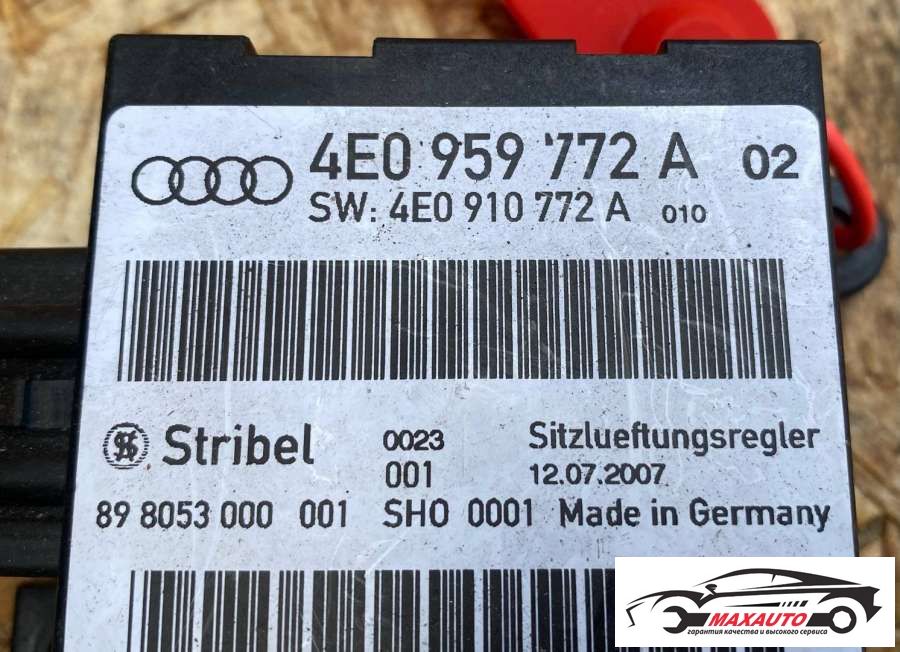 4E0 959 772 A 02
SW: 4E0 910 772 A 010
Stribel 0023 Sitzlueftungsregler
001 12.07.2007
89 8053 000 001 SHO 0001 Made in Germany
MAXAUTO
гарантия качества и высокого сервиса